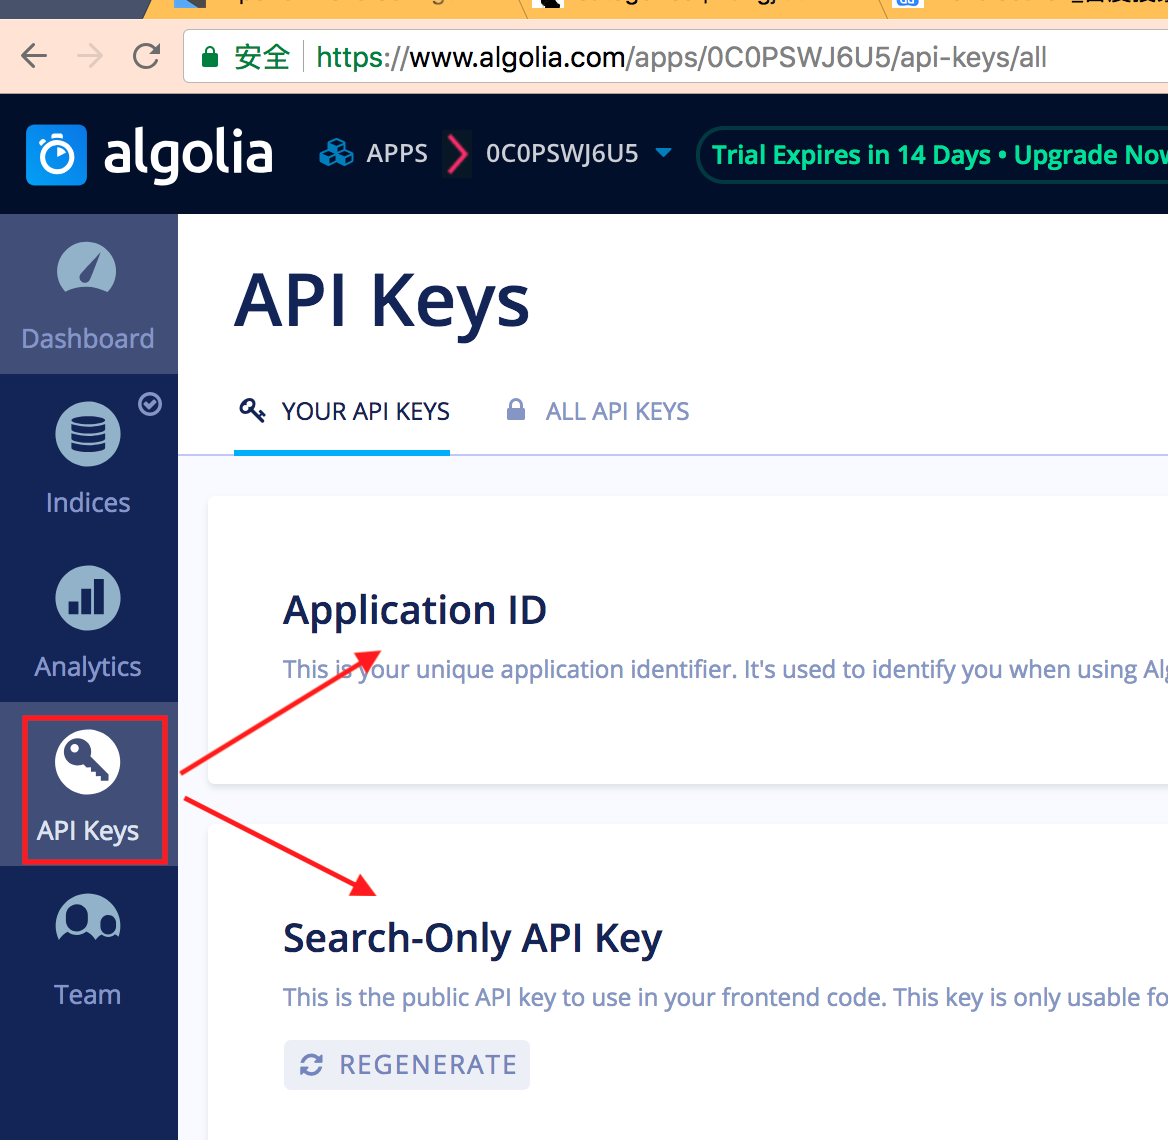 安全 https://www.algolia.com/apps/0C0PSWJ6U5/api-keys/all
algolia APPS 0C0PSWJ6U5 Trial Expires in 14 Days • Upgrade Now
API Keys
Dashboard
YOUR API KEYS ALL API KEYS
Indices
Application ID
This is your unique application identifier. It's used to identify you when using
Analytics
API Keys
Search-Only API Key
This is the public API key to use in your frontend code. This key is only usable
Team
REGENERATE